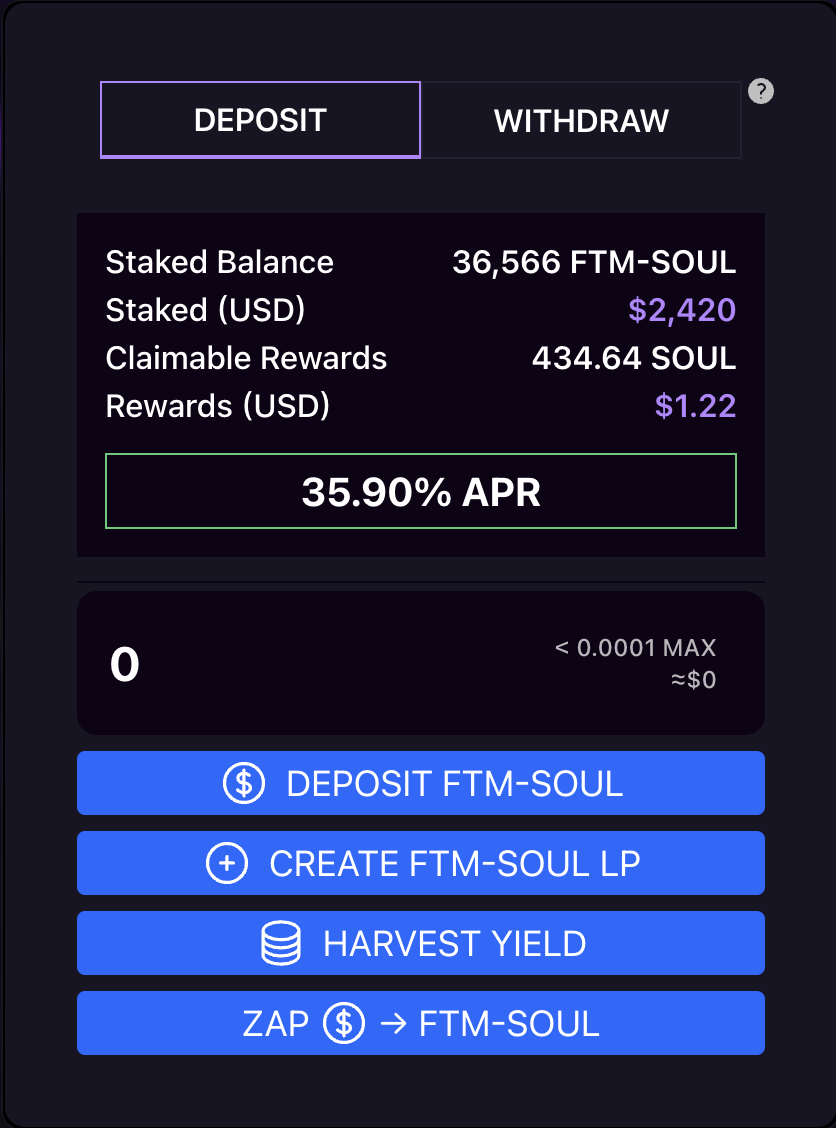 DEPOSIT WITHDRAW ?
Staked Balance 36,566 FTM-SOUL
Staked (USD) $2,420
Claimable Rewards 434.64 SOUL
Rewards (USD) $1.22
35.90% APR
0 < 0.0001 MAX
≈$0
$ DEPOSIT FTM-SOUL
+ CREATE FTM-SOUL LP
HARVEST YIELD
ZAP $ → FTM-SOUL